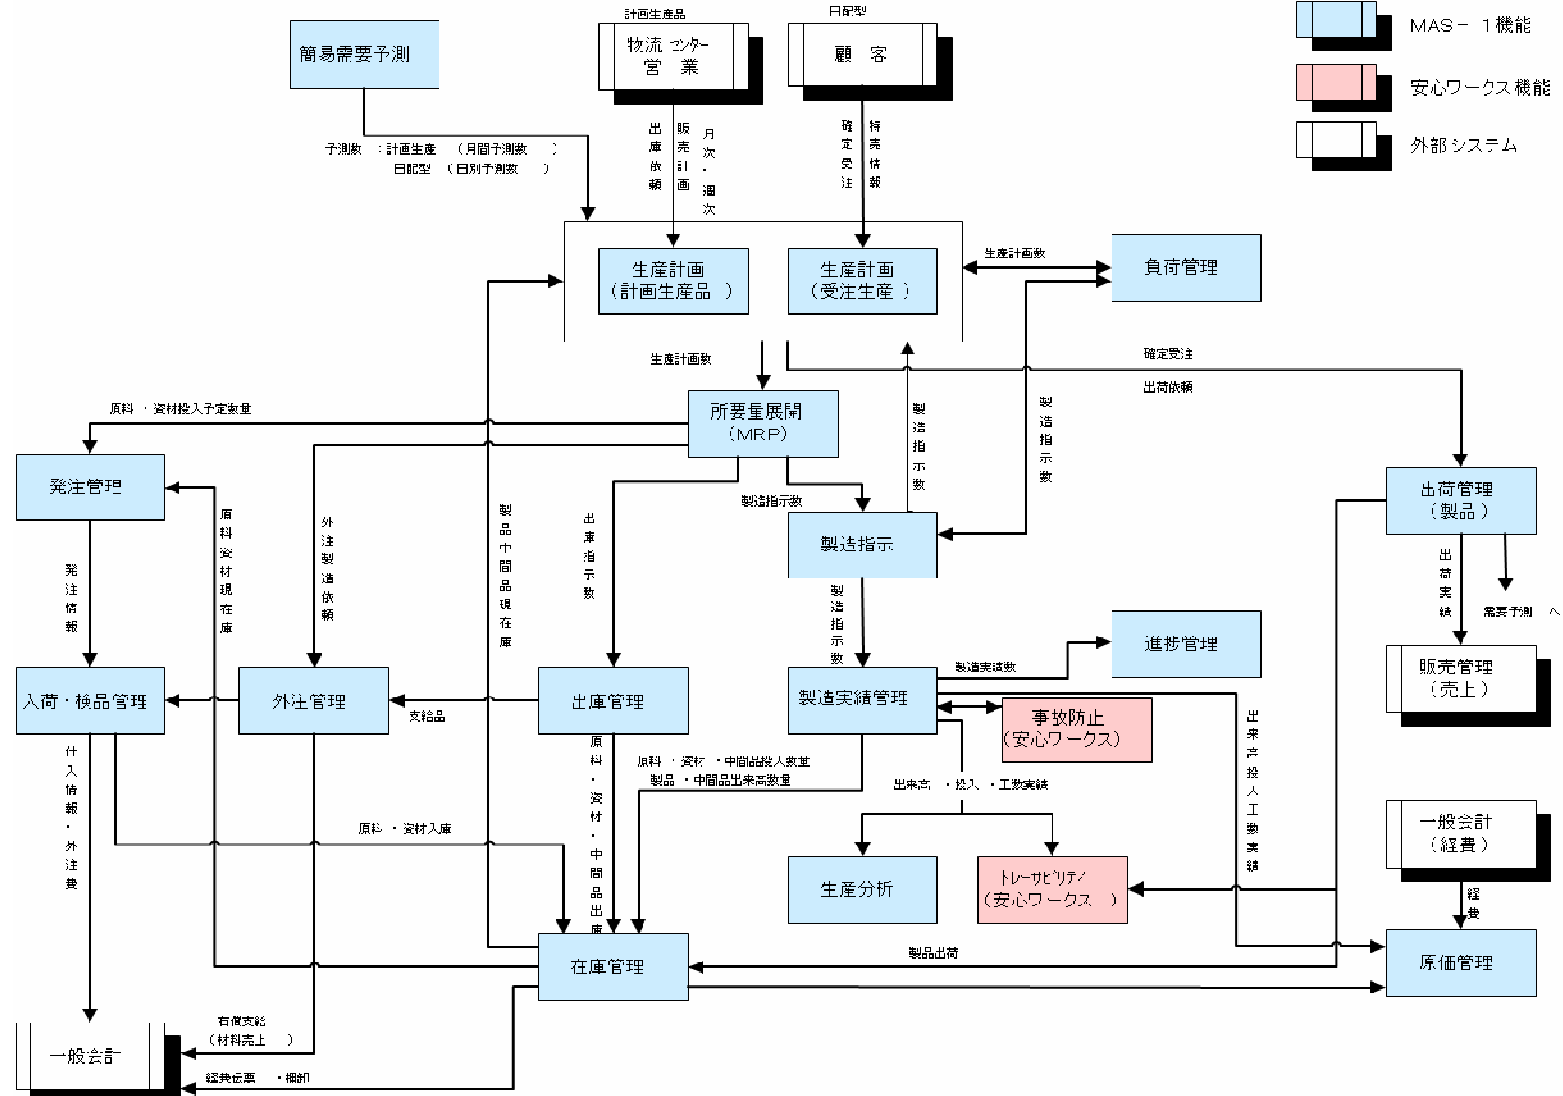 計画生産品
日配型
簡易需要予測
物流 センター
営　業
顧　客
MAS－１機能
安心ワークス機能
外部システム
予測数　：計画生産　（月間予測数　　）
日配型　（日別予測数　　）
出庫依頼
販売計画
月次・週次
確定受注
特売情報
生産計画
（計画生産品　）
生産計画
（受注生産　）
生産計画数
負荷管理
生産計画数
確定受注
出荷依頼
原料　・資材投入予定数量
所要量展開
（MRP）
製造指示数
製造指示数
発注管理
製造指示数
製造指示
出荷管理
（製品　）
原料資材現在庫
外注製造依頼
製品中間品現在庫
出庫指示数
発注情報
製造指示数
出荷実績
需要予測　へ
入荷・検品管理
外注管理
支給品
出庫管理
製造実績管理
製造実績数
進捗管理
事故防止
（安心ワークス）
販売管理
（売上　）
仕入情報・外注費
原料・資材・中間品出庫
原料　・資材　・中間品投入数量
製品　・中間品出来高数量
出来高　・投入　・工数実績
出来高投入工数実績
原料　・資材入庫
一般会計
（経費　）
生産分析
トレーサビリティ
（安心ワークス　）
経費
在庫管理
製品出荷
原価管理
有償支給
（材料売上　　）
一般会計
経費伝票　・棚卸